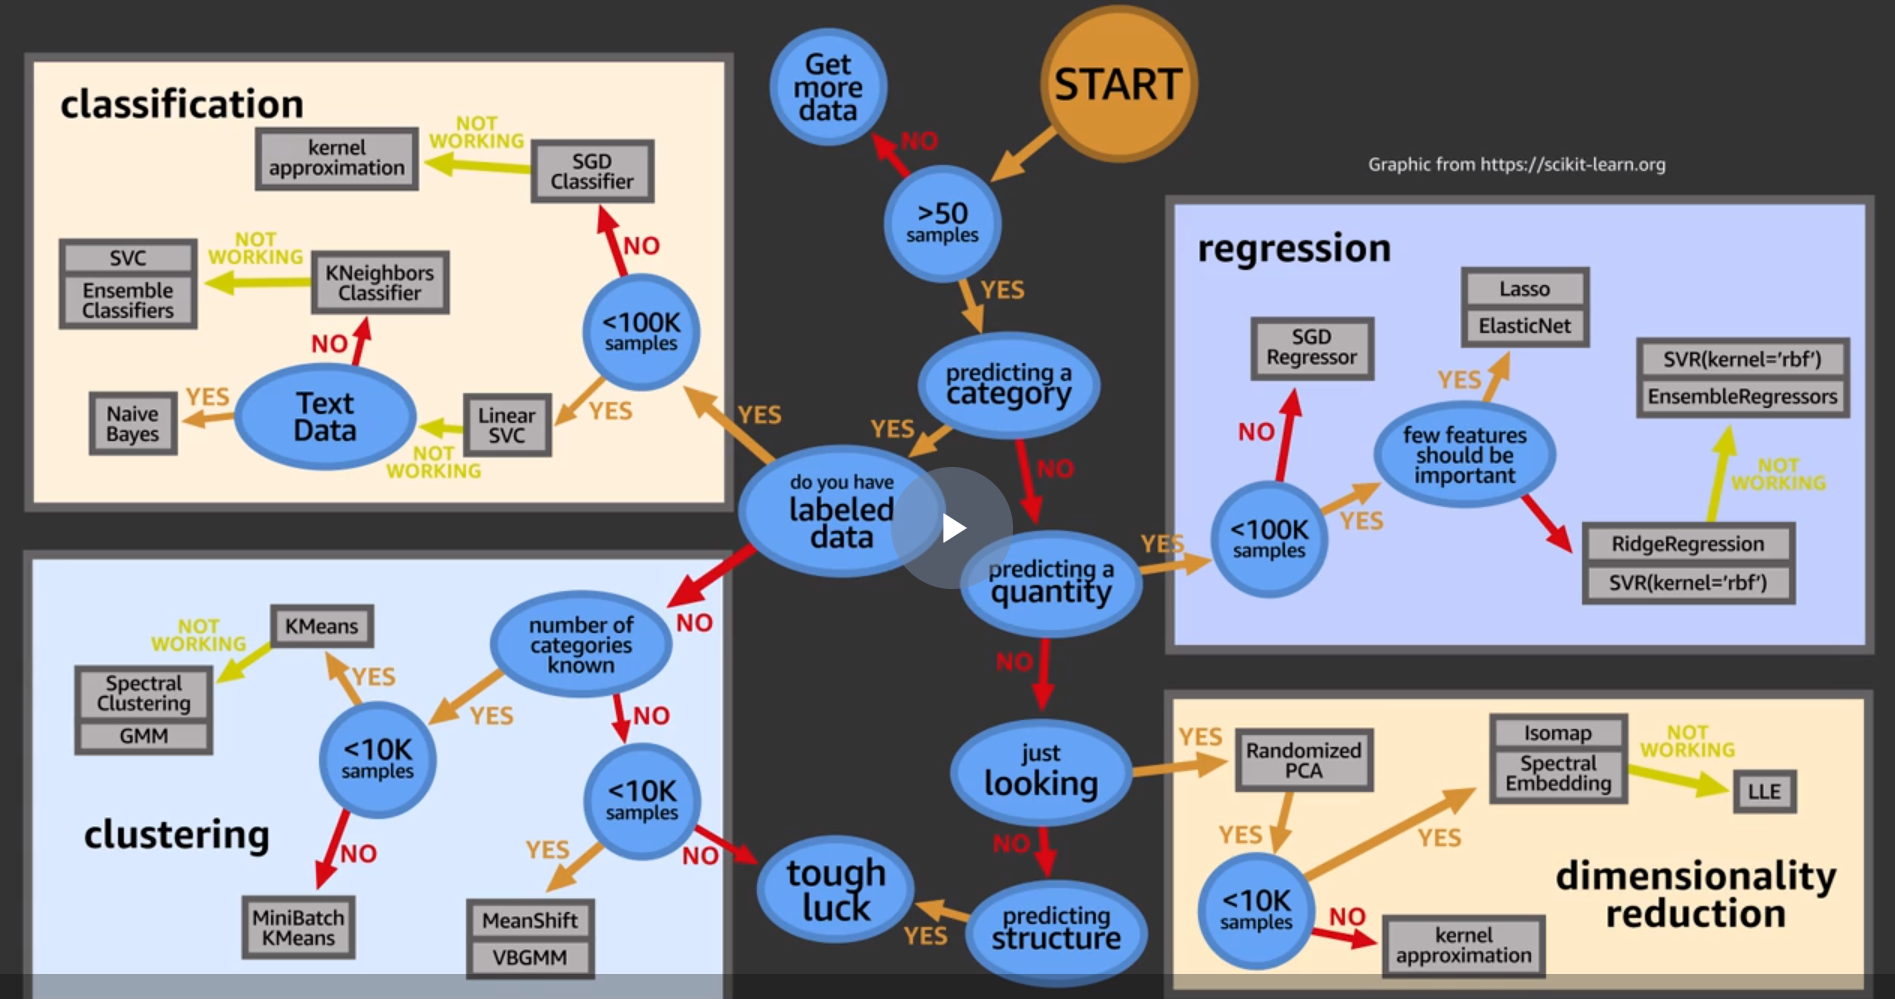 START
Get
more
data
NO
>50
samples
YES
predicting a
category
YES
NO
do you have
labeled
data
YES
NO
predicting a
quantity
YES
NO
just
looking
YES
NO
predicting
structure
YES
tough
luck
Graphic from https://scikit-learn.org
classification
kernel
approximation
NOT
WORKING
SGD
Classifier
NO
<100K
samples
YES
SVC
Ensemble
Classifiers
NOT
WORKING
KNeighbors
Classifier
NO
Text
Data
YES
Naive
Bayes
Linear
SVC
NOT
WORKING
regression
SGD
Regressor
NO
<100K
samples
YES
few features
should be
important
YES
Lasso
ElasticNet
SVR(kernel='rbf')
EnsembleRegressors
NOT
WORKING
RidgeRegression
SVR(kernel='rbf')
clustering
number of
categories
known
YES
NO
KMeans
NOT
WORKING
Spectral
Clustering
GMM
YES
<10K
samples
NO
MiniBatch
KMeans
<10K
samples
YES
NO
MeanShift
VBGMM
dimensionality
reduction
Randomized
PCA
YES
<10K
samples
YES
NO
kernel
approximation
Isomap
Spectral
Embedding
NOT
WORKING
LLE